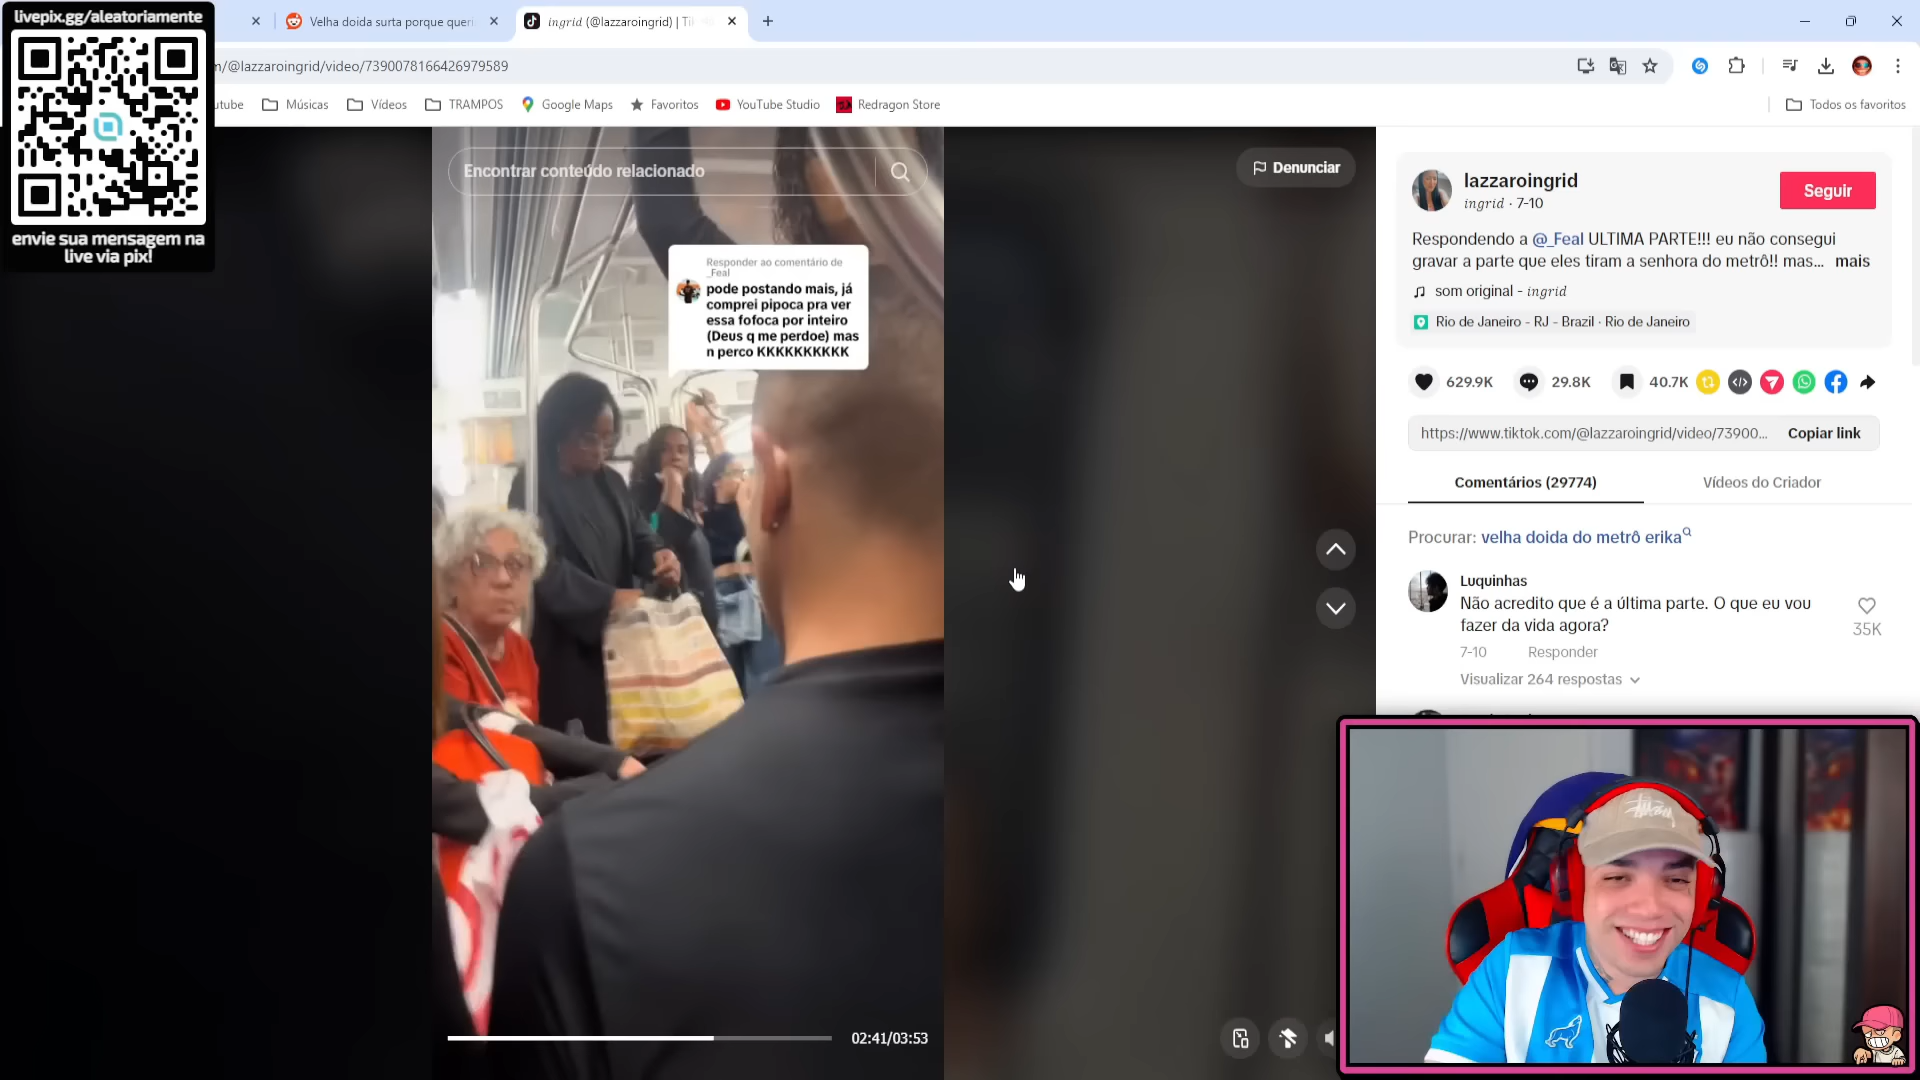 livepix.gg/aleatoriamente
envie sua mensagem na
live via pix!
Velha doida surta porque queri
ingrid (@lazzaroingrid) | Ti
/@lazzaroingrid/video/7390078166426979589
utube
Músicas
Vídeos
TRAMPOS
Google Maps
Favoritos
YouTube Studio
Redragon Store
Todos os favoritos
Encontrar conteúdo relacionado
Denunciar
Responder ao comentário de
_Feal
pode postando mais, já
comprei pipoca pra ver
essa fofoca por inteiro
(Deus q me perdoe) mas
n perco KKKKKKKKKK
02:41/03:53
lazzaroingrid
ingrid · 7-10
Seguir
Respondendo a @_Feal ULTIMA PARTE!!! eu não consegui
gravar a parte que eles tiram a senhora do metrô!! mas... mais
som original - ingrid
Rio de Janeiro - RJ - Brazil · Rio de Janeiro
629.9K
29.8K
40.7K
https://www.tiktok.com/@lazzaroingrid/video/73900...
Copiar link
Comentários (29774)
Vídeos do Criador
Procurar: velha doida do metrô erika
Luquinhas
Não acredito que é a última parte. O que eu vou
fazer da vida agora?
35K
7-10
Responder
Visualizar 264 respostas